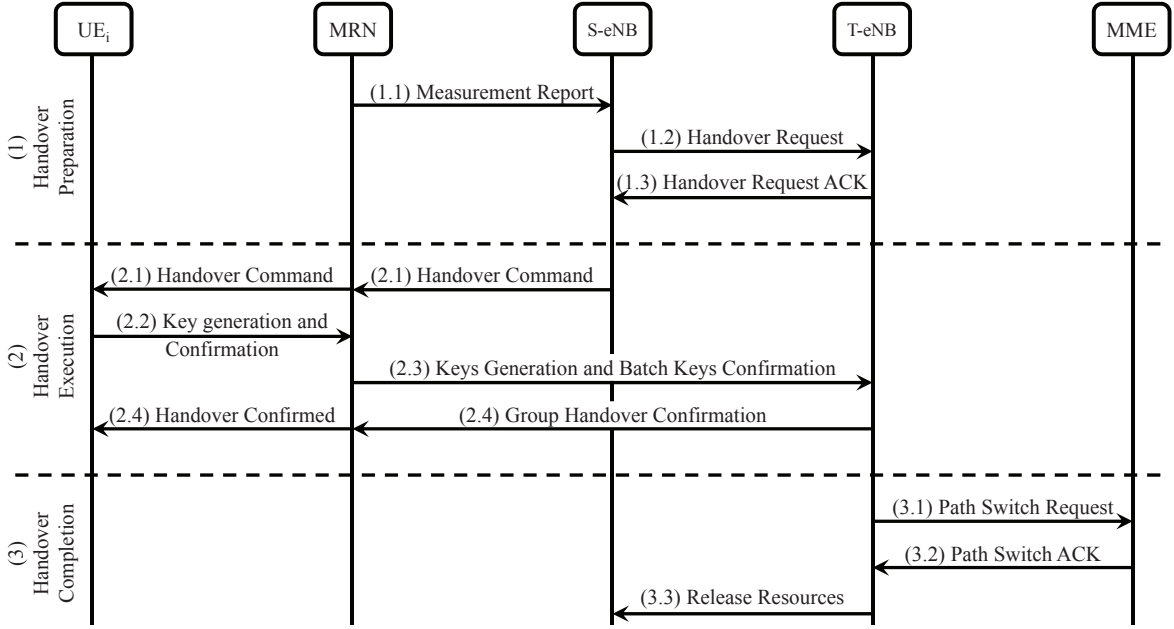 UEi
MRN
S-eNB
T-eNB
MME
(1)
Handover
Preparation
(1.1) Measurement Report
(1.2) Handover Request
(1.3) Handover Request ACK
(2)
Handover
Execution
(2.1) Handover Command
(2.1) Handover Command
(2.2) Key generation and
Confirmation
(2.3) Keys Generation and Batch Keys Confirmation
(2.4) Handover Confirmed
(2.4) Group Handover Confirmation
(3)
Handover
Completion
(3.1) Path Switch Request
(3.2) Path Switch ACK
(3.3) Release Resources